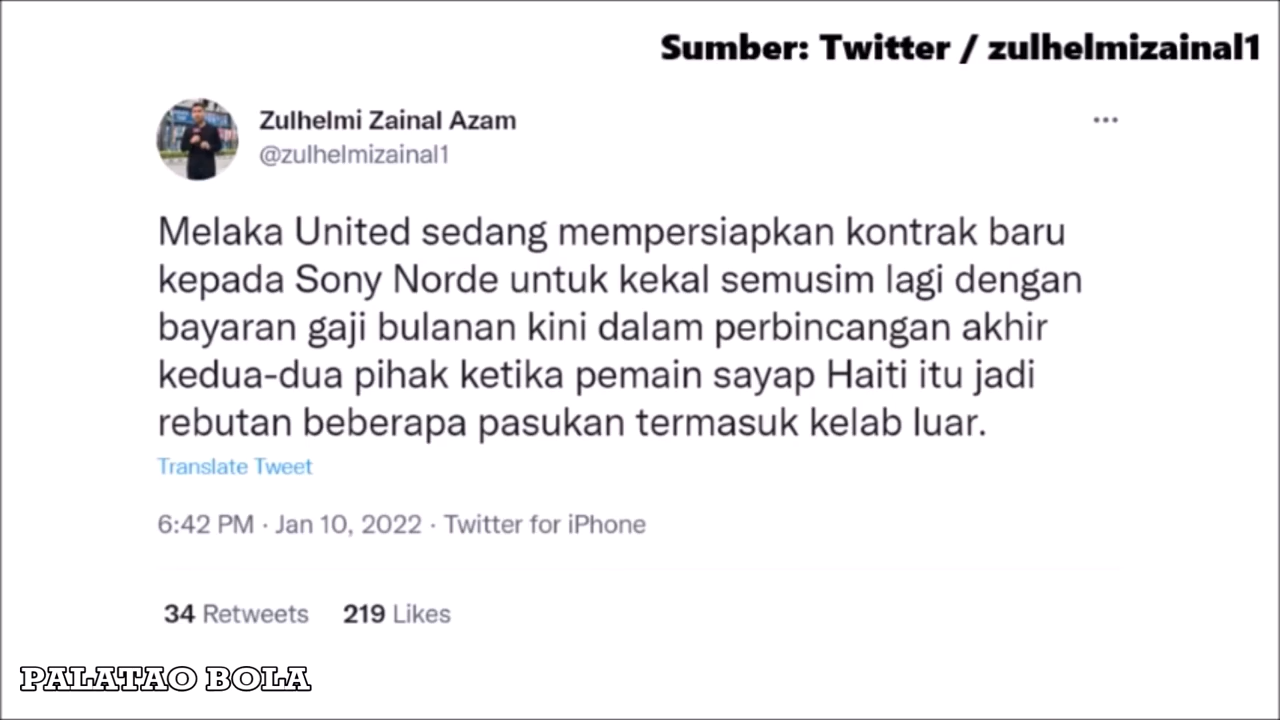 Sumber: Twitter / zulhelmizainal1
Zulhelmi Zainal Azam
...
@zulhelmizainal1
Melaka United sedang mempersiapkan kontrak baru
kepada Sony Norde untuk kekal semusim lagi dengan
bayaran gaji bulanan kini dalam perbincangan akhir
kedua-dua pihak ketika pemain sayap Haiti itu jadi
rebutan beberapa pasukan termasuk kelab luar.
Translate Tweet
6:42 PM · Jan 10, 2022 · Twitter for iPhone
34 Retweets 219 Likes
PALATAO BOLA